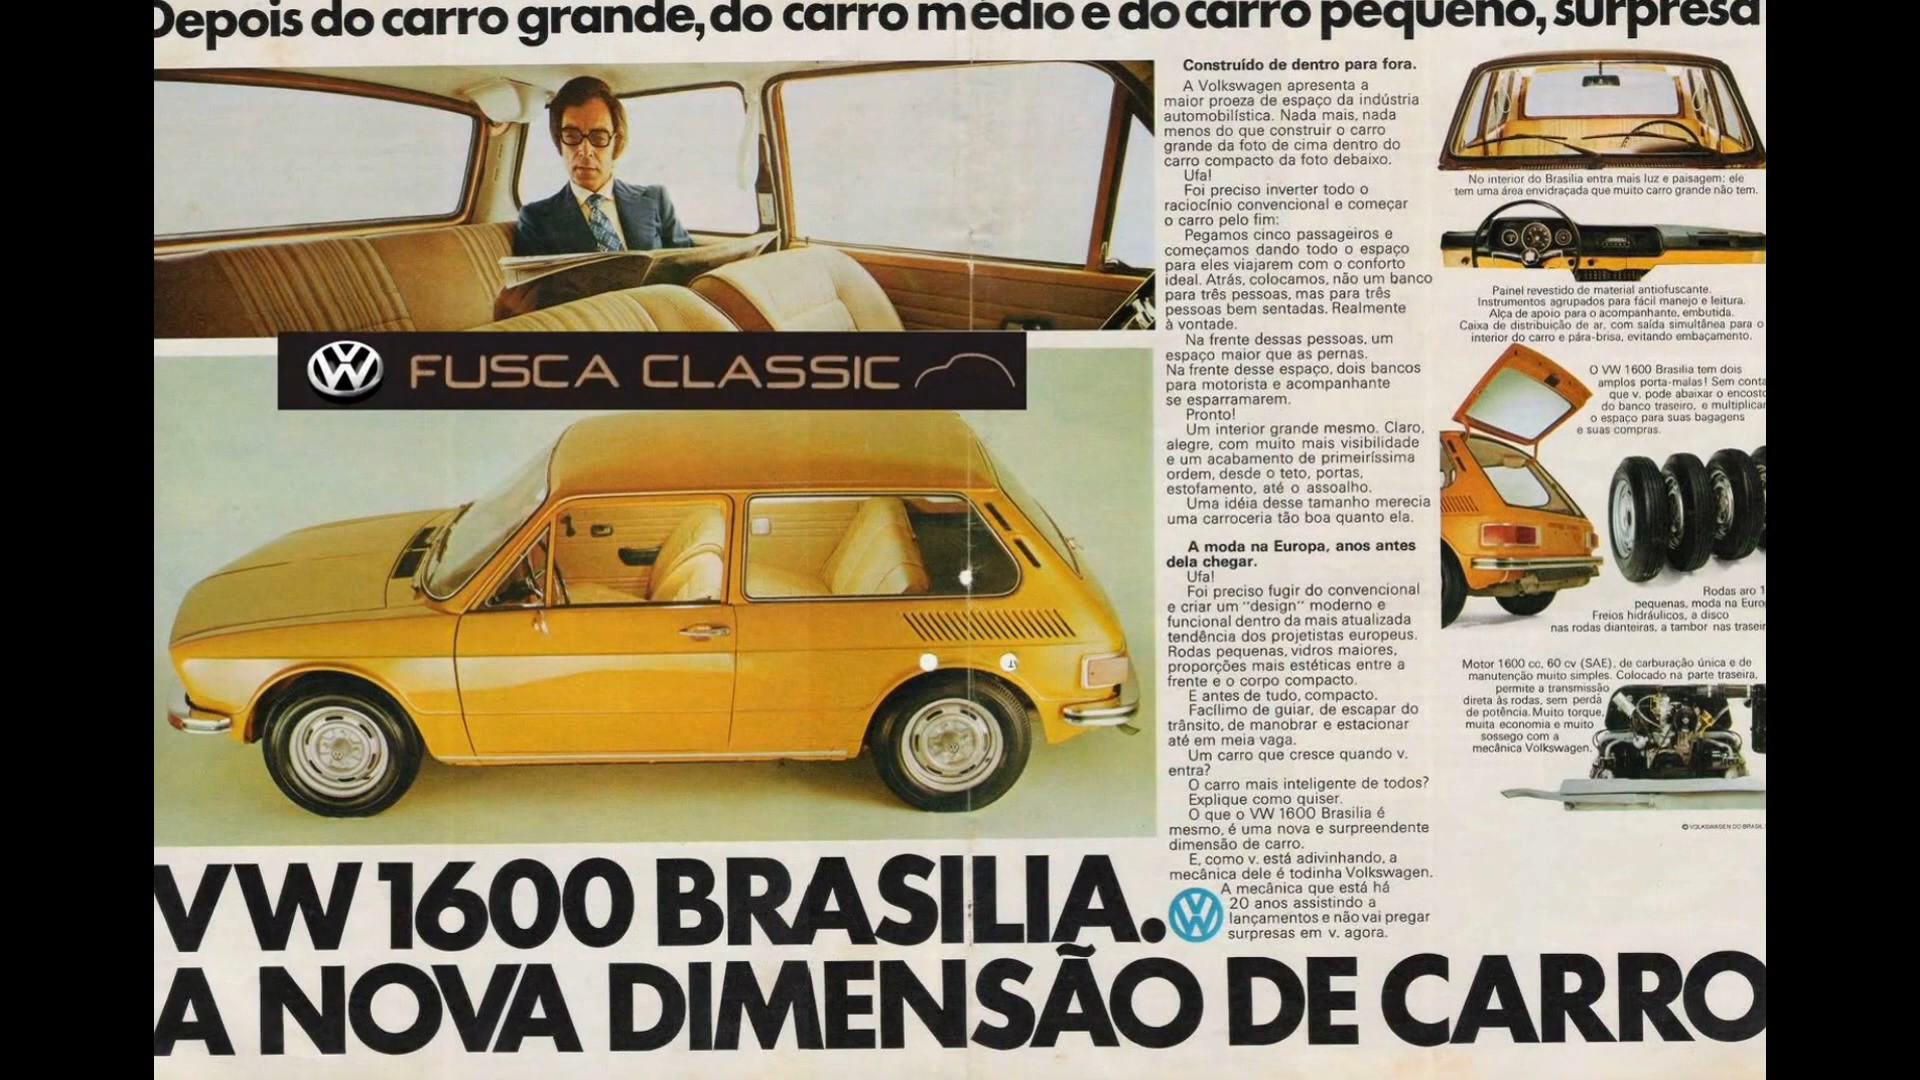 Depois do carro grande, do carro médio e do carro pequeno, surpresa
Construído de dentro para fora.
A Volkswagen apresenta a
maior proeza de espaço da indústria
automobilística. Nada mais, nada
menos do que construir o carro
grande da foto de cima dentro do
carro compacto da foto debaixo.
Ufa!
Foi preciso inverter todo o
raciocínio convencional e começar
o carro pelo fim:
Pegamos cinco passageiros e
começamos dando todo o espaço
para eles viajarem com o conforto
ideal. Atrás, colocamos, não um banco
para três pessoas, mas para três
pessoas bem sentadas. Realmente
à vontade.
Na frente dessas pessoas, um
espaço maior que as pernas.
Na frente desse espaço, dois bancos
para motorista e acompanhante
se esparramarem.
Pronto!
Um interior grande mesmo. Claro,
alegre, com muito mais visibilidade
e um acabamento de primeiríssima
ordem, desde o teto, portas,
estofamento, até o assoalho.
Uma idéia desse tamanho merecia
uma carroceria tão boa quanto ela.
A moda na Europa, anos antes
dela chegar.
Ufa!
Foi preciso fugir do convencional
e criar um "design" moderno e
funcional dentro da mais atualizada
tendência dos projetistas europeus.
Rodas pequenas, vidros maiores,
proporções mais estéticas entre a
frente e o corpo compacto.
E antes de tudo, compacto.
Facílimo de guiar, de escapar do
trânsito, de manobrar e estacionar
até em meia vaga.
Um carro que cresce quando v.
entra?
O carro mais inteligente de todos?
Explique como quiser.
O que o VW 1600 Brasilia é
mesmo, é uma nova e surpreendente
dimensão de carro.
E, como v. está adivinhando, a
mecânica dele é todinha Volkswagen.
A mecânica que está há
20 anos assistindo a
lançamentos e não vai pregar
surpresas em v. agora.
No interior do Brasilia entra mais luz e paisagem: ele
tem uma área envidraçada que muito carro grande não tem.
Painel revestido de material antiofuscante.
Instrumentos agrupados para fácil manejo e leitura.
Alça de apoio para o acompanhante, embutida.
Caixa de distribuição de ar, com saída simultânea para o
interior do carro e pára-brisa, evitando embaçamento.
O VW 1600 Brasilia tem dois
amplos porta-malas! Sem conta
que v. pode abaixar o encosto
do banco traseiro, e multiplicar
o espaço para suas bagagens
e suas compras.
Rodas aro 1
pequenas, moda na Euro
Freios hidráulicos, a disco
nas rodas dianteiras, a tambor nas traseir
Motor 1600 cc, 60 cv (SAE), de carburação única e de
manutenção muito simples. Colocado na parte traseira,
permite a transmissão
direta às rodas, sem perda
de potência. Muito torque,
muita economia e muito
sossego com a
mecânica Volkswagen.
© VOLKSWAGEN DO BRASIL
VW FUSCA CLASSIC
VW 1600 BRASILIA.
A NOVA DIMENSÃO DE CARRO